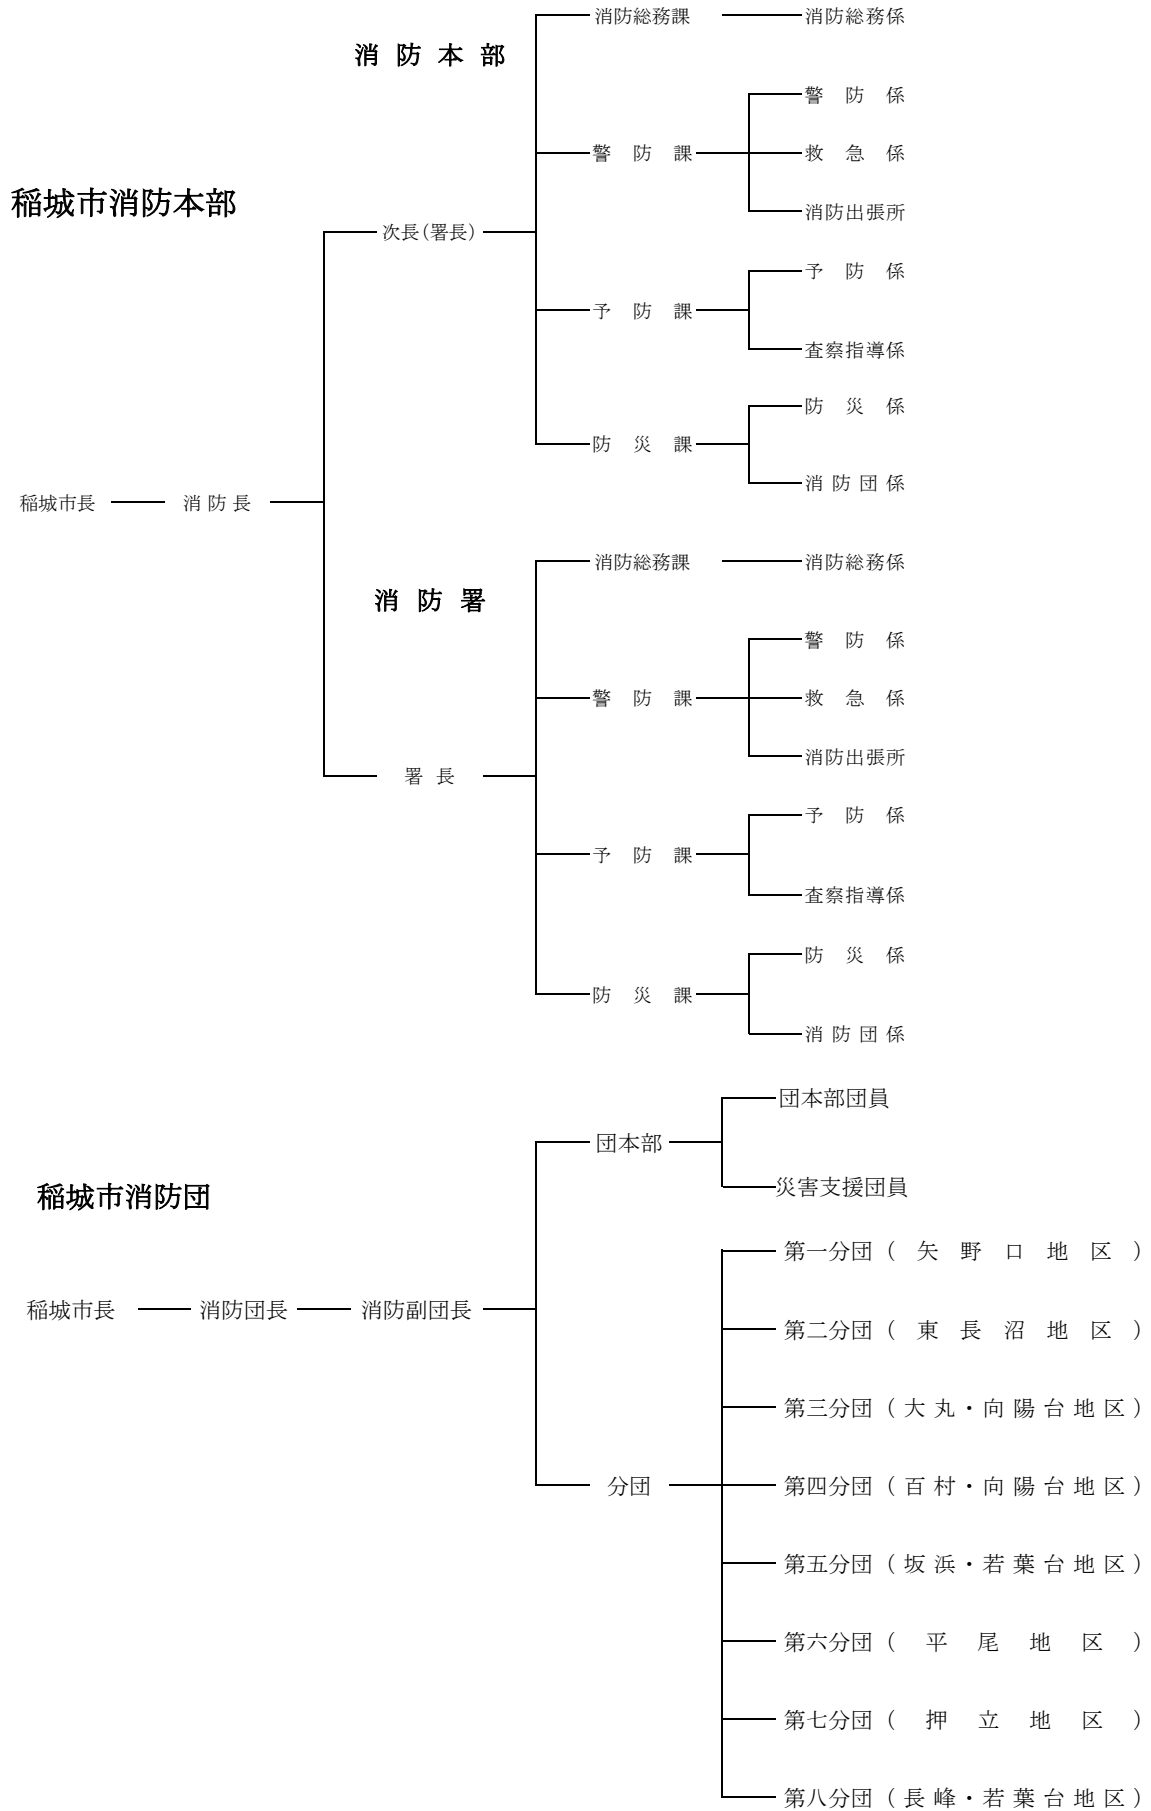 消防総務課 消防総務係
消防本部
警防係
警防課 救急係
稲城市消防本部
消防出張所
次長(署長)
予防係
予防課
査察指導係
防災係
防災課
消防団係
稲城市長 消防長
消防総務課 消防総務係
消防署
警防係
警防課 救急係
消防出張所
署長
予防係
予防課
査察指導係
防災係
防災課
消防団係
団本部団員
団本部
災害支援団員
稲城市消防団
第一分団(矢野口地区)
稲城市長 消防団長 消防副団長
第二分団(東長沼地区)
第三分団(大丸・向陽台地区)
分団 第四分団(百村・向陽台地区)
第五分団(坂浜・若葉台地区)
第六分団(平尾地区)
第七分団(押立地区)
第八分団(長峰・若葉台地区)